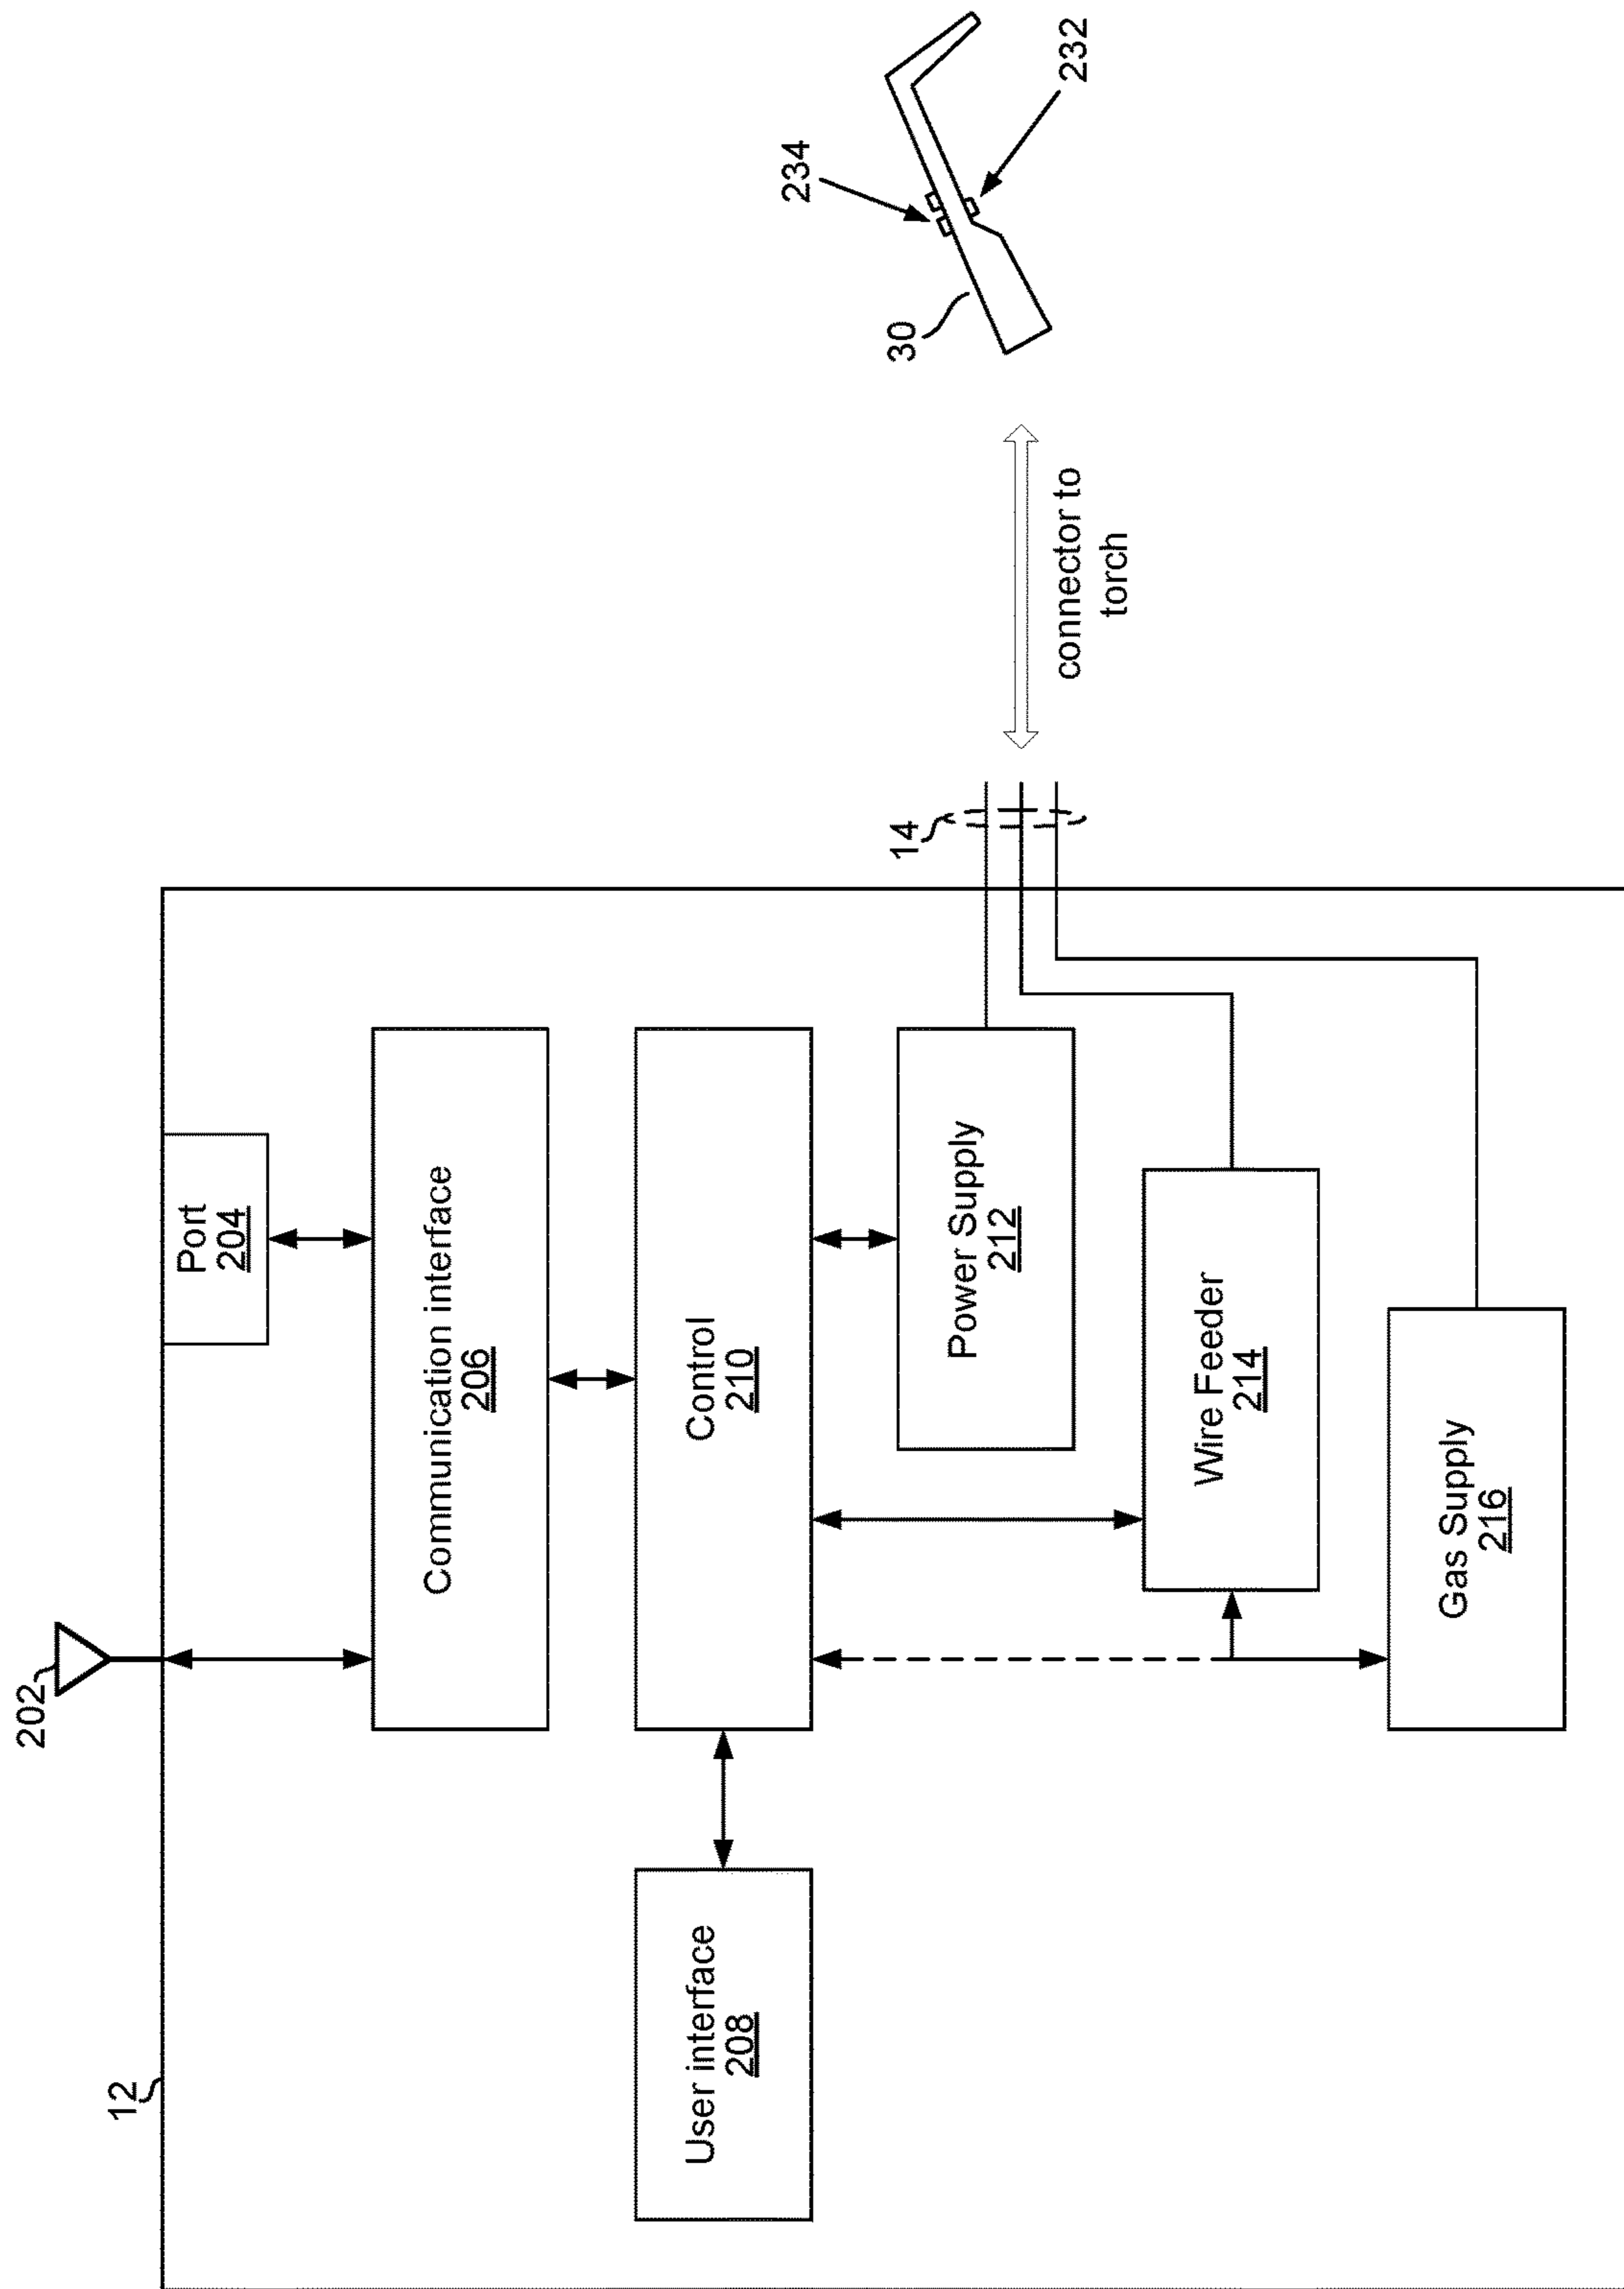 202
12
Port
204
Communication interface
206
User interface
208
Control
210
Power Supply
212
Wire Feeder
214
Gas Supply
216
14
connector to
torch
30
234
232